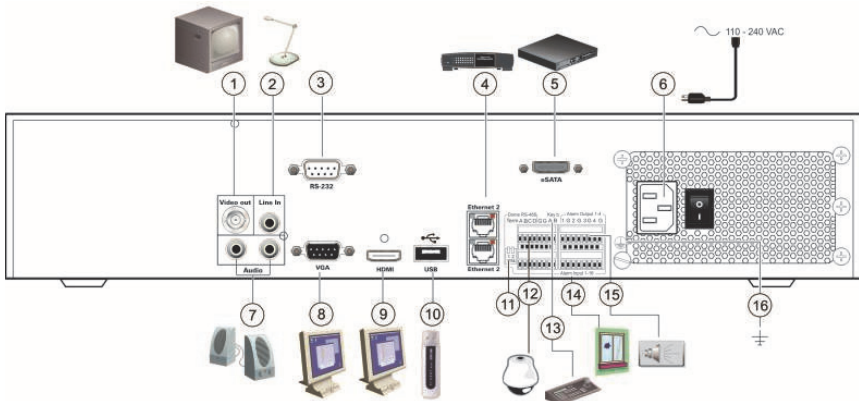 110 - 240 VAC
1
2
3
4
5
6
RS-232
eSATA
Video out
Line In
Ethernet 2
Alarm Output 1-4
Audio
VGA
HDMI
USB
Ethernet 2
Alarm Input 1-16
7
8
9
10
11
12
13
14
15
16